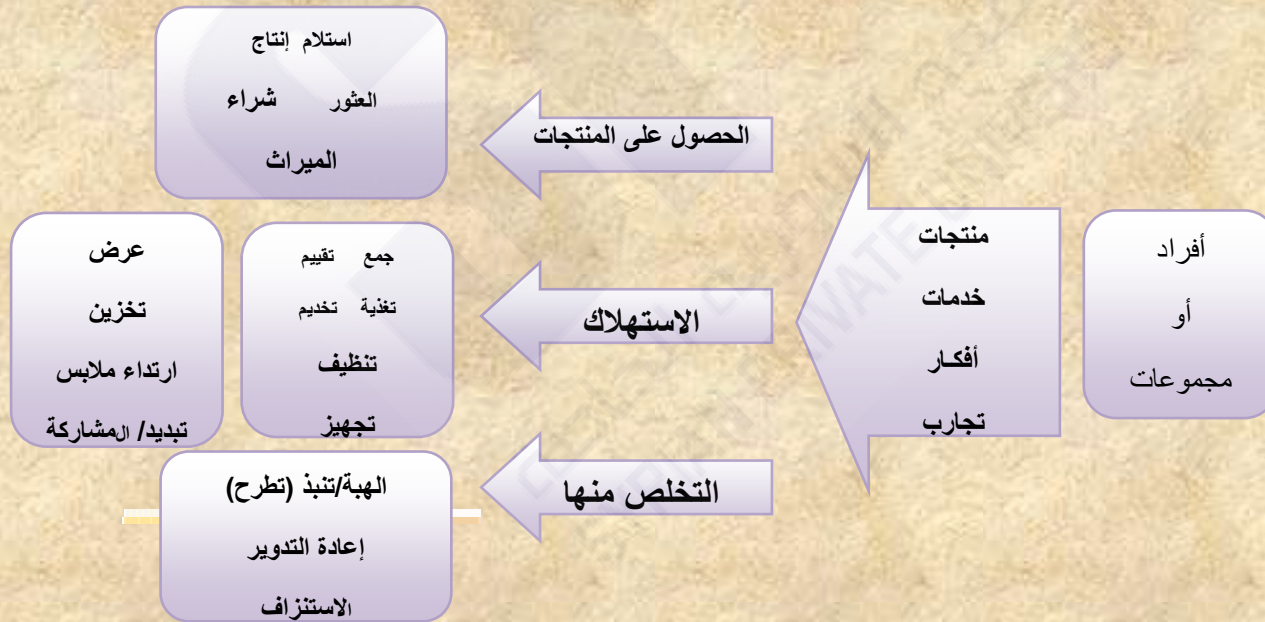 أفراد
أو
مجموعات
منتجات
خدمات
أفكـار
تجارب
الحصول على المنتجات
استلام إنتاج
العثور شراء
الميراث
الاستهلاك
جمع تقييم
تغذية تخديم
تنظيف
تجهيز
عرض
تخزين
ارتداء ملابس
تبديد/ المشاركة
التخلص منها
الهبة/تنبذ (تطرح)
إعادة التدوير
الاستنزاف